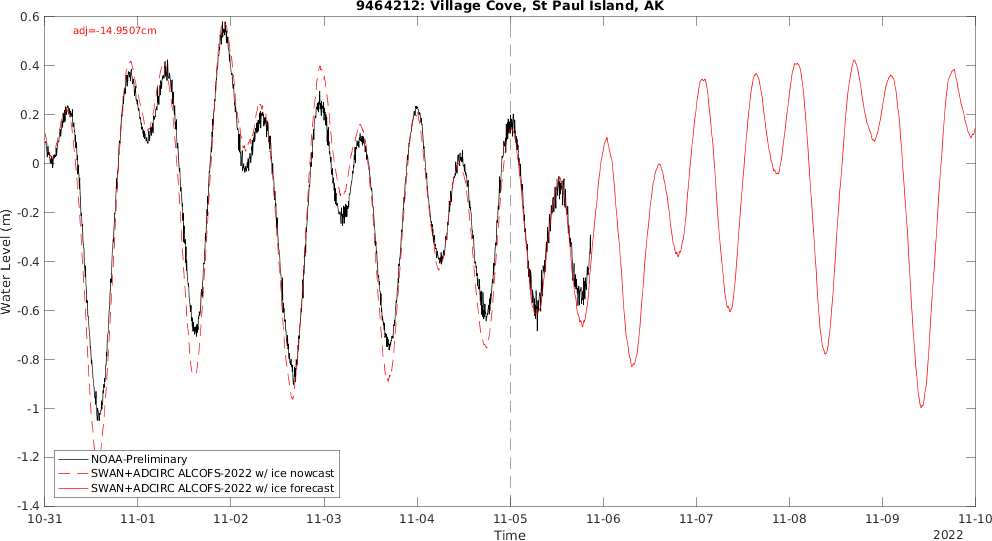 9464212: Village Cove, St Paul Island, AK
adj=-14.9507cm
Water Level (m)
0.6
0.4
0.2
0
-0.2
-0.4
-0.6
-0.8
-1
-1.2
-1.4
NOAA-Preliminary
SWAN+ADCIRC ALCOFS-2022 w/ ice nowcast
SWAN+ADCIRC ALCOFS-2022 w/ ice forecast
10-31 11-01 11-02 11-03 11-04 11-05 11-06 11-07 11-08 11-09 11-10
Time
2022